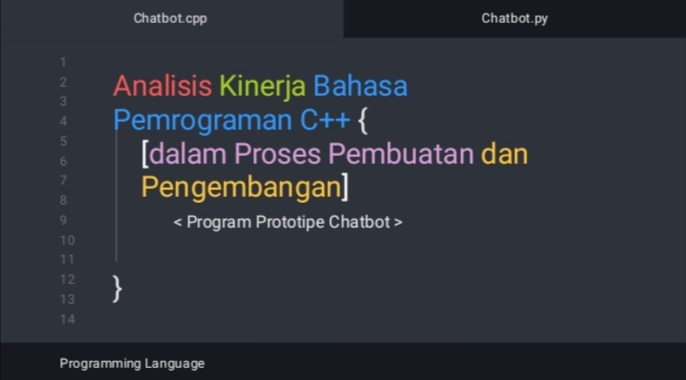 Chatbot.cpp
Chatbot.py
1
2
3
4
5
6
7
8
9
10
11
12
13
14
Analisis Kinerja Bahasa
Pemrograman C++ {
[dalam Proses Pembuatan dan
Pengembangan]
< Program Prototipe Chatbot >
}
Programming Language